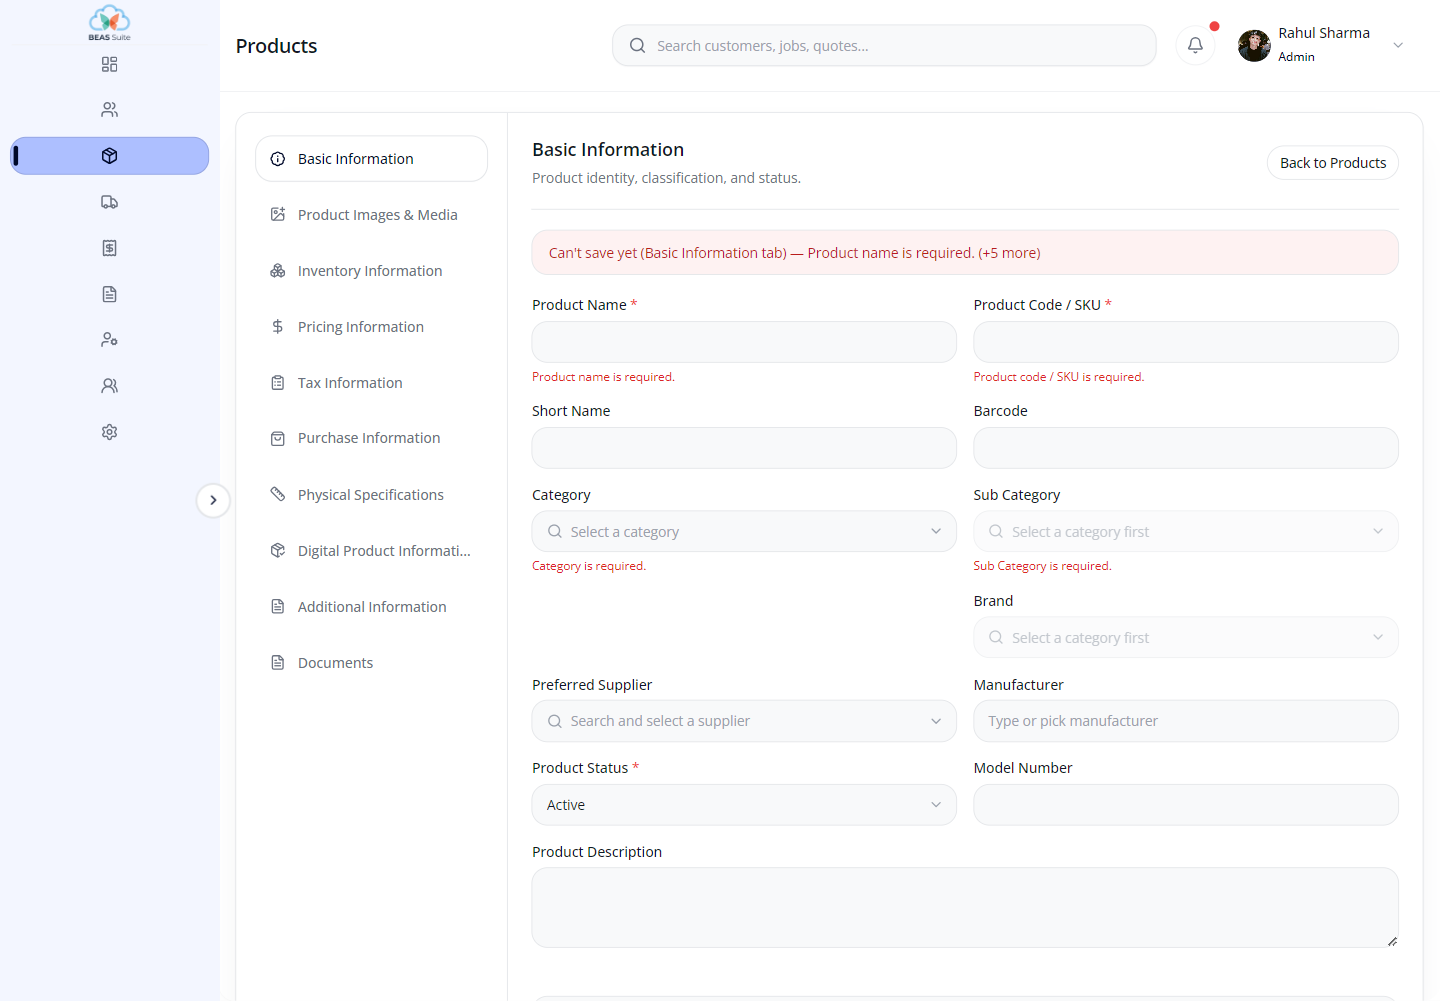 BEAS Suite
Products
Search customers, jobs, quotes...
Rahul Sharma
Admin
Basic Information
Product Images & Media
Inventory Information
Pricing Information
Tax Information
Purchase Information
Physical Specifications
Digital Product Informati...
Additional Information
Documents
Basic Information
Product identity, classification, and status.
Back to Products
Can't save yet (Basic Information tab) — Product name is required. (+5 more)
Product Name *
Product Code / SKU *
Product name is required.
Product code / SKU is required.
Short Name
Barcode
Category
Sub Category
Select a category
Select a category first
Category is required.
Sub Category is required.
Brand
Select a category first
Preferred Supplier
Manufacturer
Search and select a supplier
Type or pick manufacturer
Product Status *
Model Number
Active
Product Description